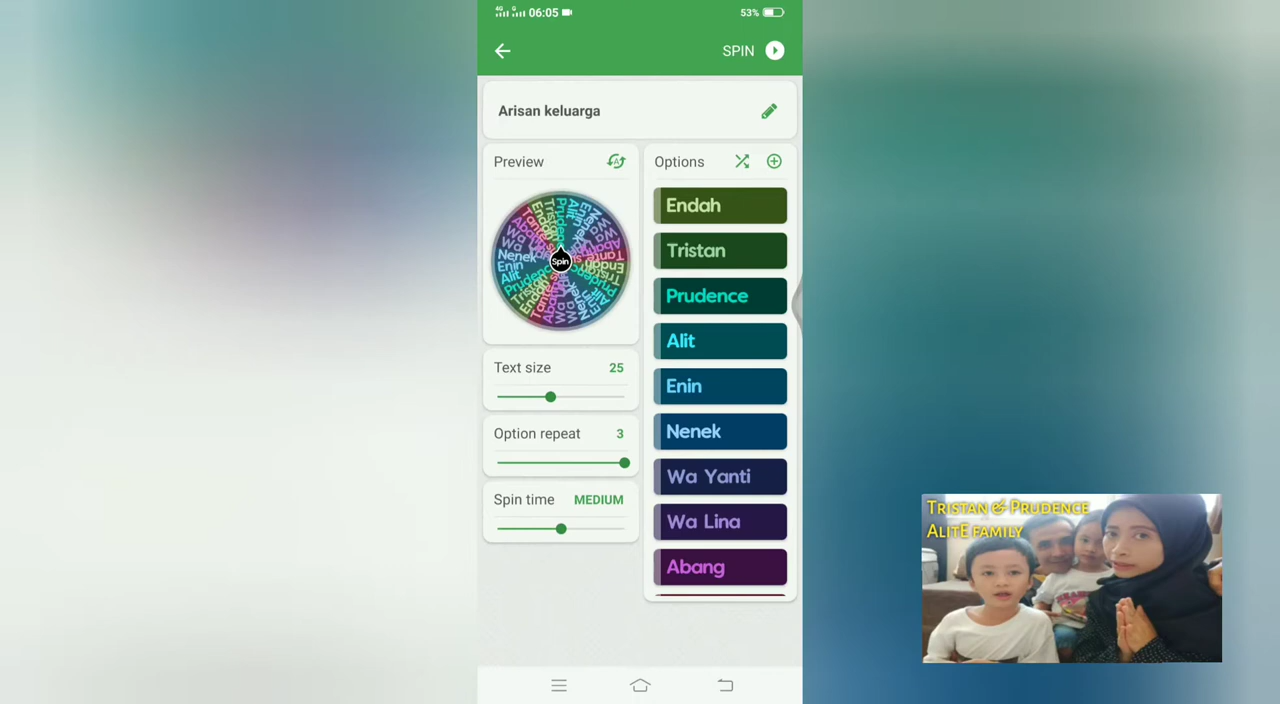 4G G 06:05 53%
SPIN
Arisan keluarga
Preview
Options
Spin
Text size 25
Option repeat 3
Spin time MEDIUM
Endah
Tristan
Prudence
Alit
Enin
Nenek
Wa Yanti
Wa Lina
Abang
Tristan & Prudence
AlitE family